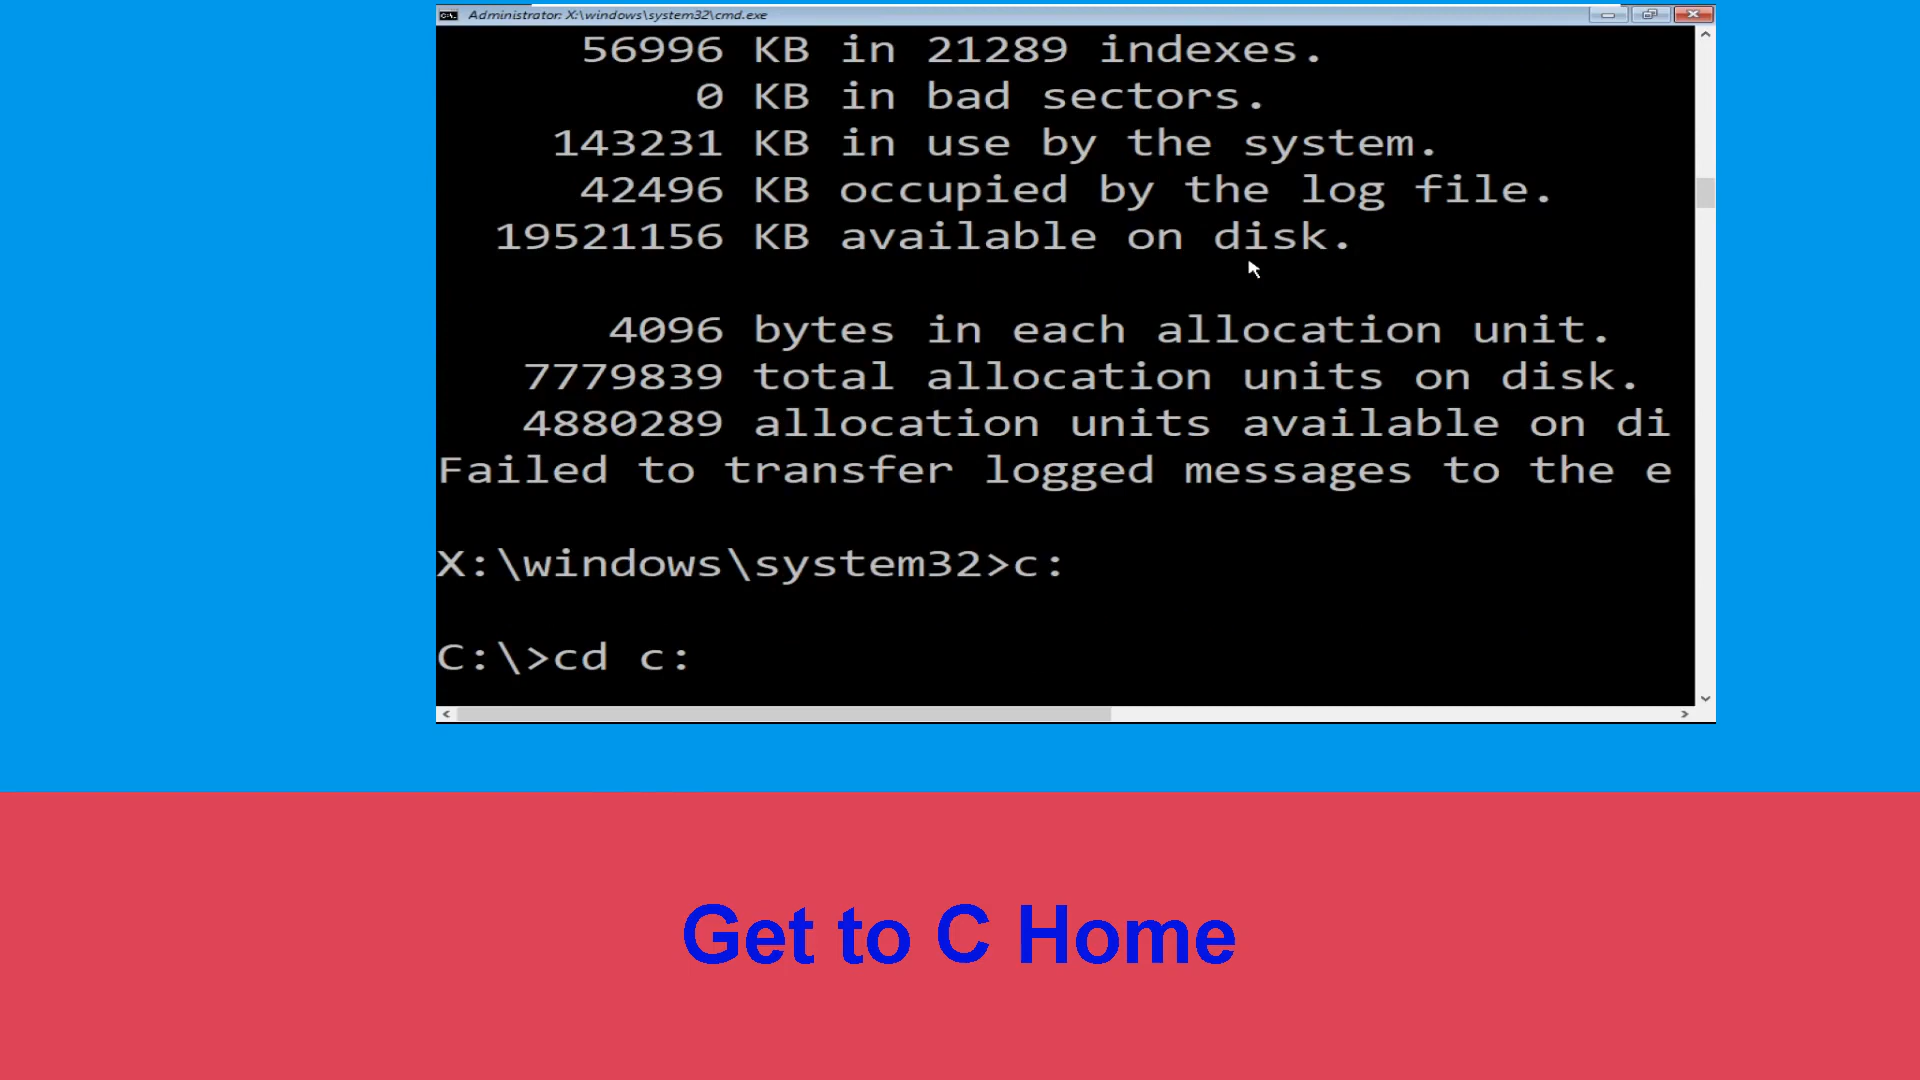 Administrator: X:\windows\system32\cmd.exe
56996 KB in 21289 indexes.
0 KB in bad sectors.
143231 KB in use by the system.
42496 KB occupied by the log file.
19521156 KB available on disk.
4096 bytes in each allocation unit.
7779839 total allocation units on disk.
4880289 allocation units available on di
Failed to transfer logged messages to the e
X:\windows\system32>c:
C:\>cd c:
Get to C Home